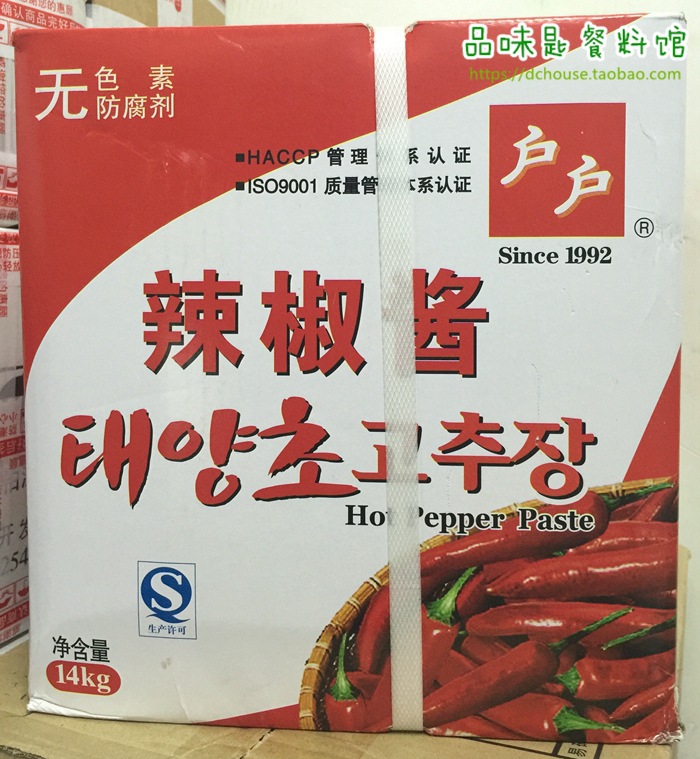 品味匙餐料馆
https://dchouse.taobao.com
无 色素
防腐剂
■HACCP 管理 系认证
■ISO9001 质量管 体系认证
户户
®
Since 1992
辣椒酱
태양초고추장
Hot Pepper Paste
S
生产许可
净含量
14kg